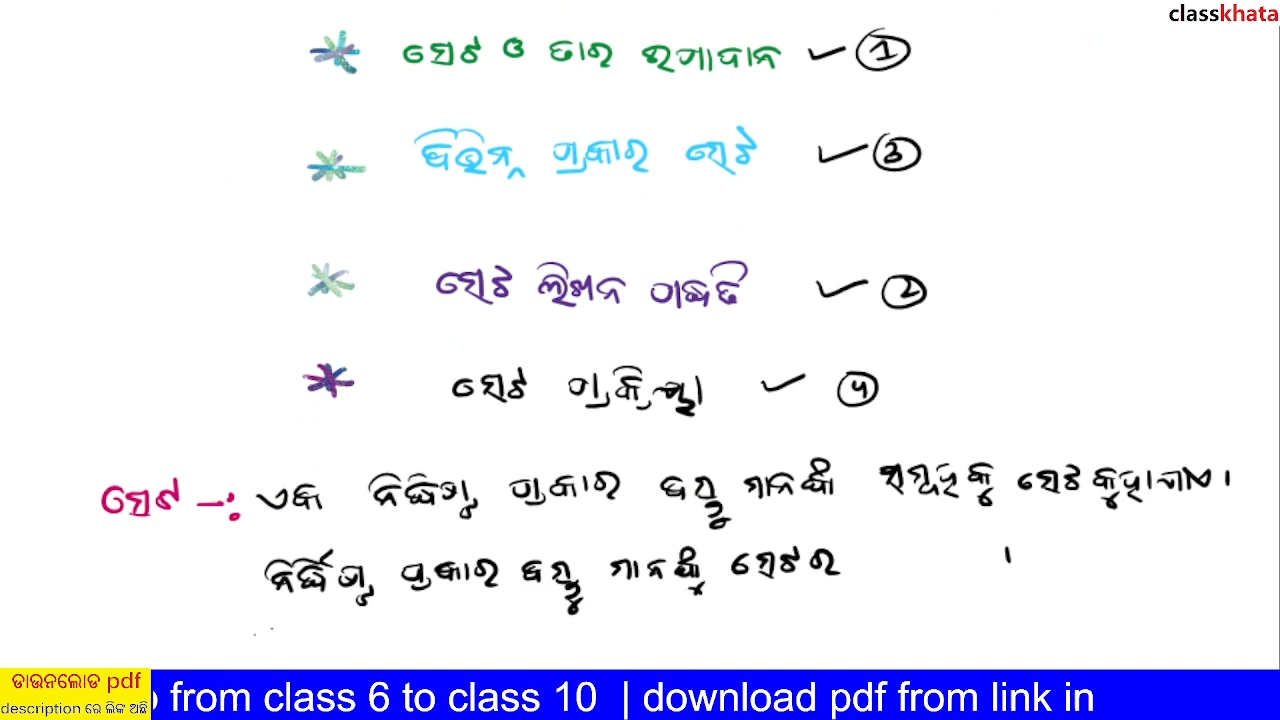 classkhata
ସେଟ ଓ ତାର ଉପାଦାନ ✓ ①
ବିଭିନ୍ନ ପ୍ରକାର ସେଟ ✓ ③
ସେଟ ଲିଖନ ପଦ୍ଧତି ✓ ②
ସେଟ ପ୍ରକ୍ରିୟା ✓ ୪
ସେଟ -: ଏକ ନିର୍ଦ୍ଦିଷ୍ଟ ପ୍ରକାର ବସ୍ତୁ ମାନଙ୍କ ସମୂହକୁ ସେଟ କୁହାଯାଏ ।
ନିର୍ଦ୍ଦିଷ୍ଟ ପ୍ରକାର ବସ୍ତୁ ମାନଙ୍କୁ ସେଟର ।
ଡାଉନଲୋଡ pdf
description ରେ ଲିଙ୍କ ଅଛି
from class 6 to class 10 | download pdf from link in